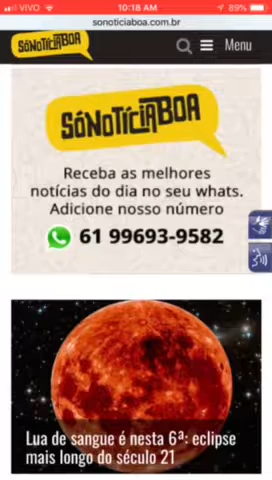 VIVO 10:18 AM 89%
sonoticiaboa.com.br
SÓNOTÍCIABOA Menu
SÓNOTÍCIABOA
Receba as melhores
notícias do dia no seu whats.
Adicione nosso número
61 99693-9582
Lua de sangue é nesta 6ª: eclipse
mais longo do século 21